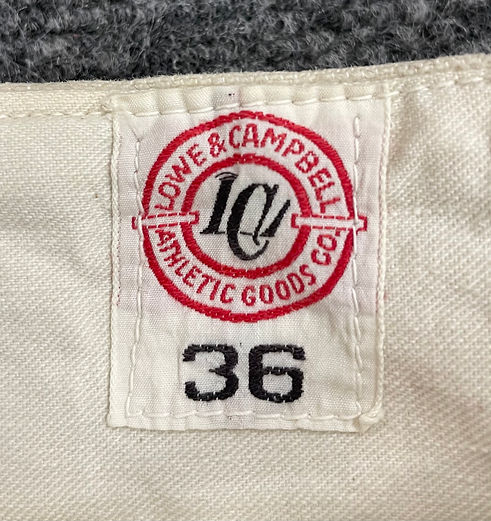 LOWE & CAMPBELL
LC
ATHLETIC GOODS CO.
36